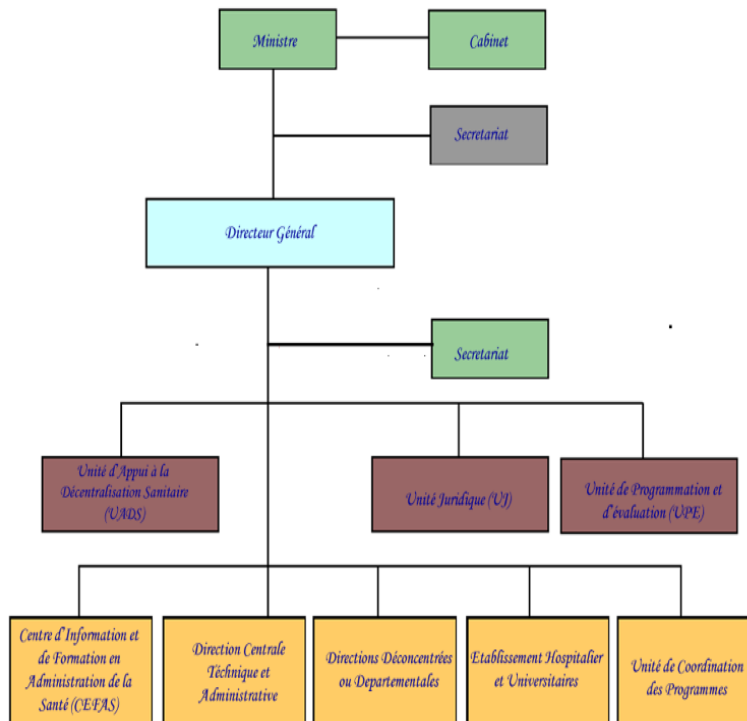 Ministre
Cabinet
Secretariat
Directeur Général
Secretariat
Unité d'Appui à la
Décentralisation Sanitaire
(UADS)
Unité Juridique (UJ)
Unité de Programmation et
d'évaluation (UPE)
Centre d'Information et
de Formation en
Administration de la
Santé (CEFAS)
Direction Centrale
Téchnique et
Administrative
Directions Déconcentrées
ou Departementales
Etablissement Hospitalier
et Universitaires
Unité de Coordination
des Programmes